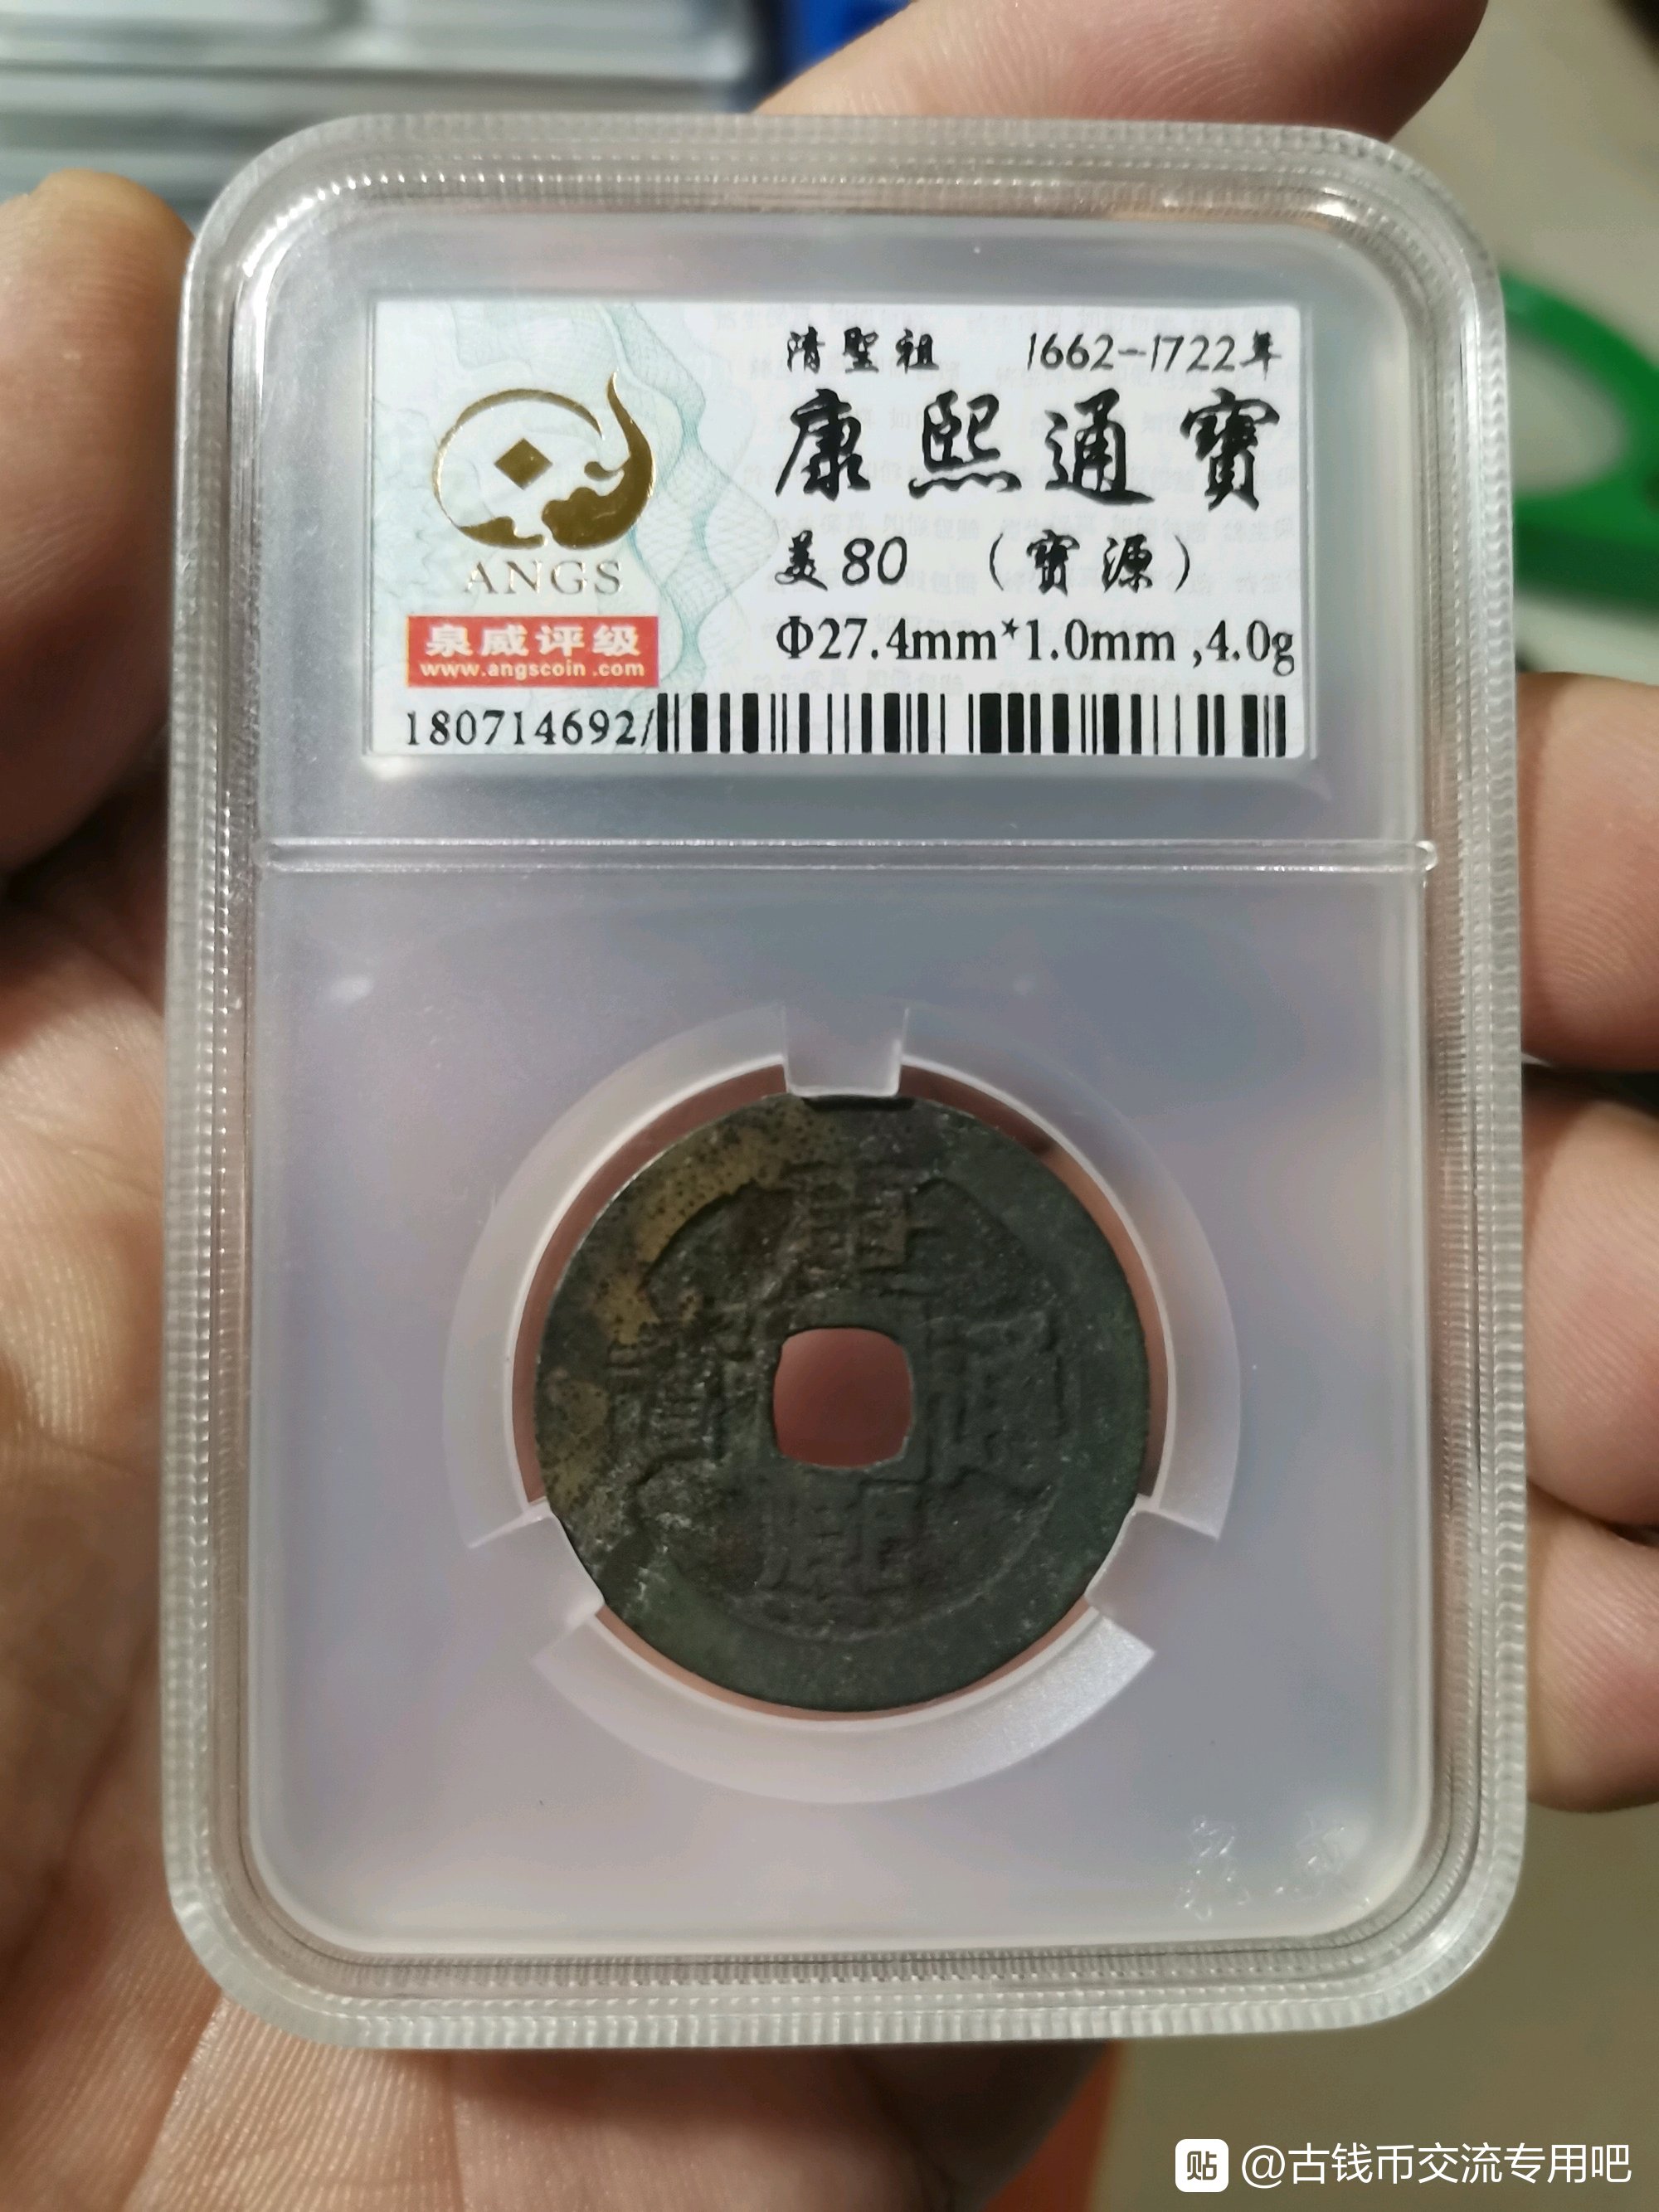 清聖祖 1662-1722年
康熙通寶
美80 (寶源)
Φ27.4mm*1.0mm ,4.0g
ANGS
泉威评级
www.angscoin.com
180714692/
康
熙
通
寶
贴 @古钱币交流专用吧